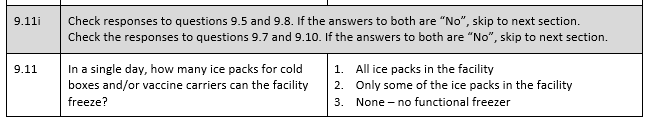 9.11i Check responses to questions 9.5 and 9.8. If the answers to both are “No”, skip to next section.
Check the responses to questions 9.7 and 9.10. If the answers to both are “No”, skip to next section.
9.11 In a single day, how many ice packs for cold
boxes and/or vaccine carriers can the facility
freeze?
1. All ice packs in the facility
2. Only some of the ice packs in the facility
3. None – no functional freezer